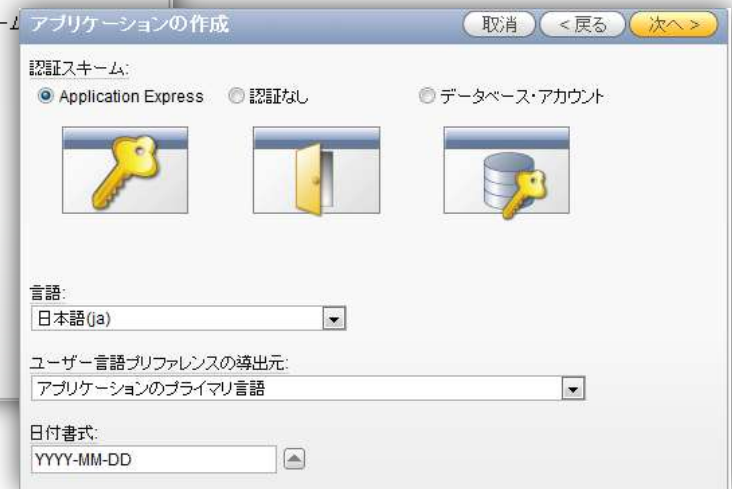 ーム
アプリケーションの作成 取消 <戻る 次へ>
認証スキーム:
Application Express 認証なし データベース・アカウント
言語:
日本語(ja)
ユーザー言語プリファレンスの導出元:
アプリケーションのプライマリ言語
日付書式:
YYYY-MM-DD